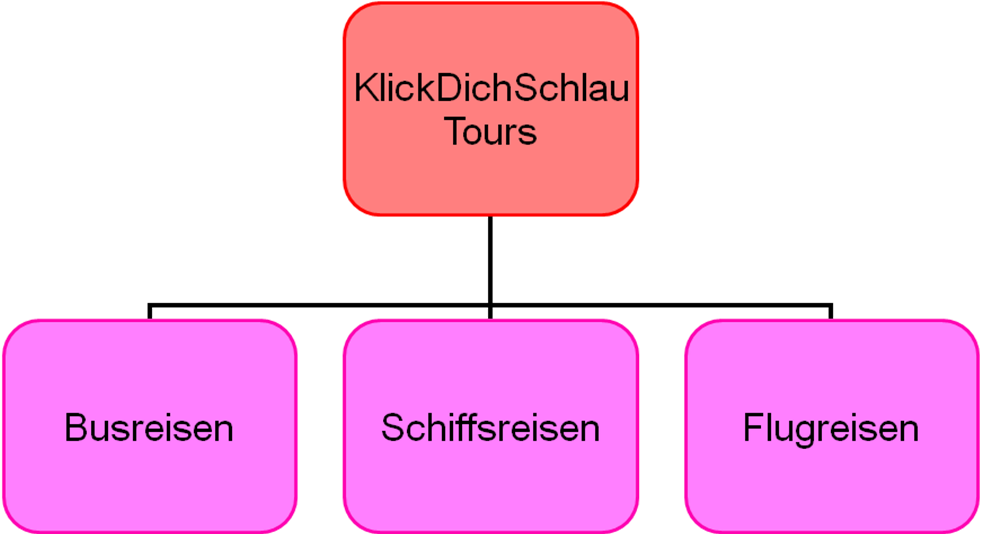 KlickDichSchlau
Tours
Busreisen
Schiffsreisen
Flugreisen